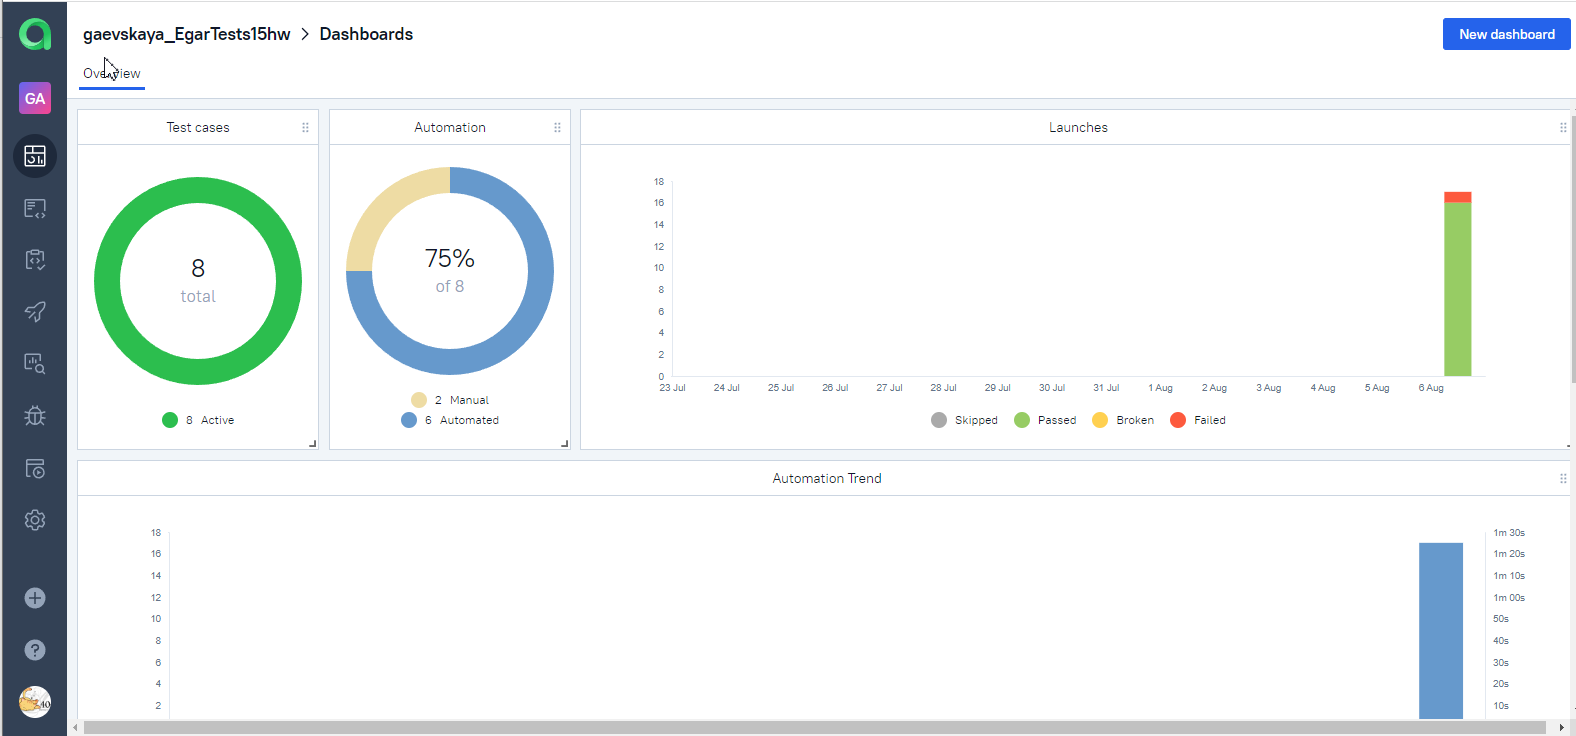 gaevskaya_EgarTests15hw > Dashboards
New dashboard
GA
Overview
Test cases
8
total
8 Active
Automation
75%
of 8
2 Manual
6 Automated
Launches
18
16
14
12
10
8
6
4
2
0
23 Jul 24 Jul 25 Jul 26 Jul 27 Jul 28 Jul 29 Jul 30 Jul 31 Jul 1 Aug 2 Aug 3 Aug 4 Aug 5 Aug 6 Aug
Skipped Passed Broken Failed
Automation Trend
18
16
14
12
10
8
6
4
2
1m 30s
1m 20s
1m 10s
1m 00s
50s
40s
30s
20s
10s
40